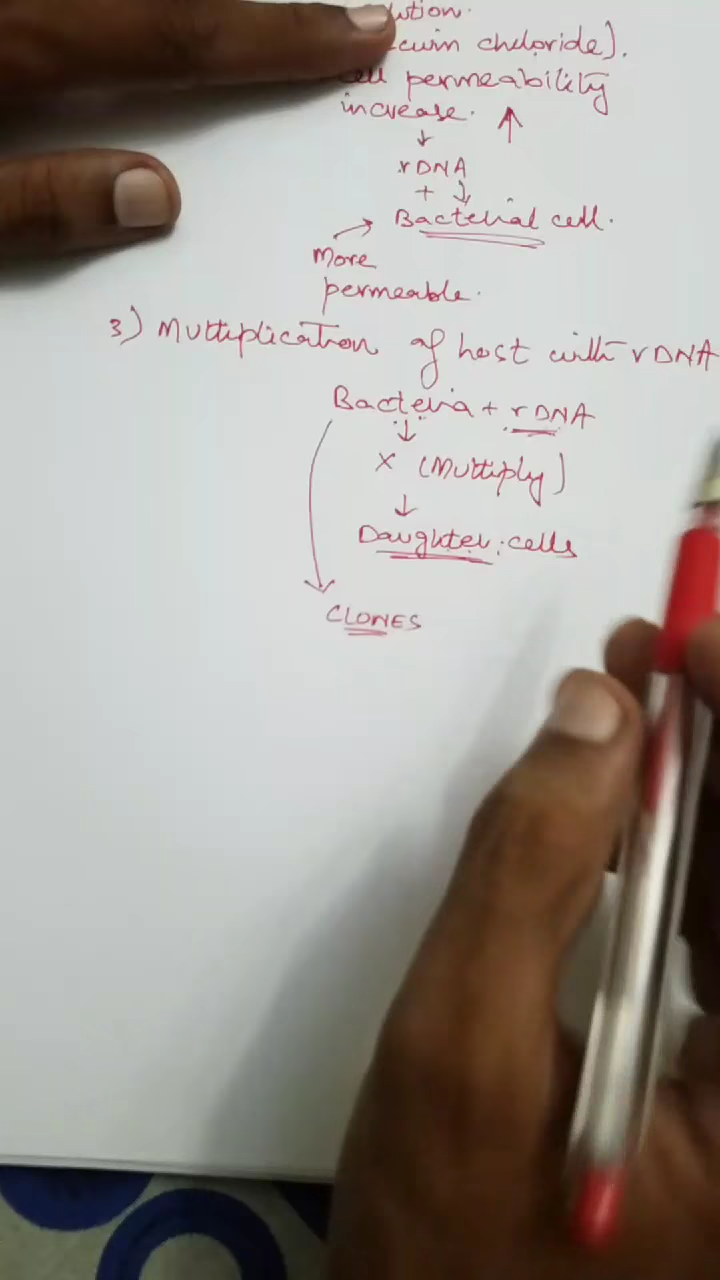 chloride).
permeability
increase. ↑
↓
rDNA
+ ↓
→ Bacterial cell.
More
permeable.
3) Multiplication of host with rDNA
Bacteria + rDNA
↓
× (Multiply)
↓
Daughter cells
CLONES